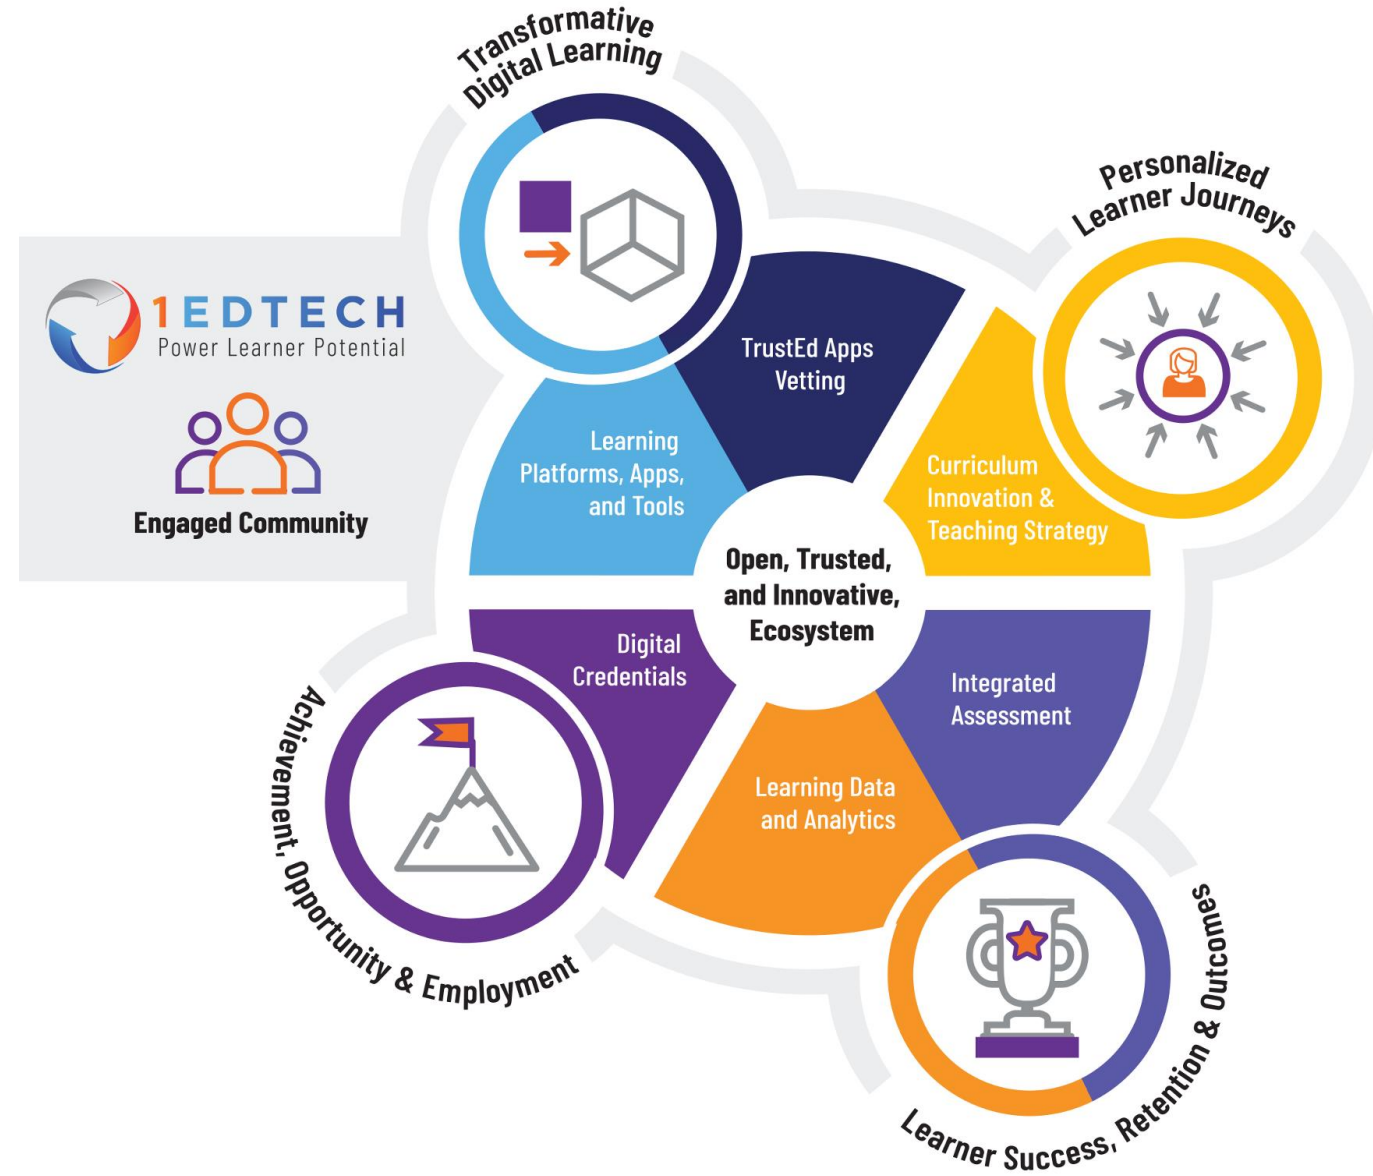 Transformative
Digital Learning
Personalized
Learner Journeys
1EDTECH
Power Learner Potential
Engaged Community
TrustEd Apps
Vetting
Learning
Platforms, Apps,
and Tools
Curriculum
Innovation &
Teaching Strategy
Open, Trusted,
and Innovative,
Ecosystem
Digital
Credentials
Integrated
Assessment
Learning Data
and Analytics
Achievement, Opportunity & Employment
Learner Success, Retention & Outcomes